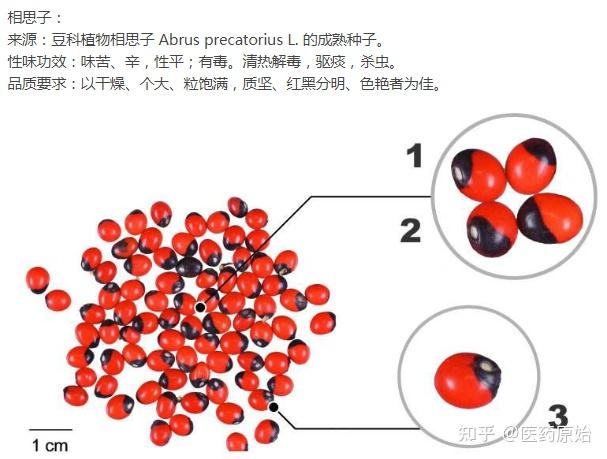 相思子：
来源：豆科植物相思子 Abrus precatorius L. 的成熟种子。
性味功效：味苦、辛，性平；有毒。清热解毒，驱痰，杀虫。
品质要求：以干燥、个大、粒饱满，质坚、红黑分明、色艳者为佳。
1
2
3
1 cm
知乎 @医药原始